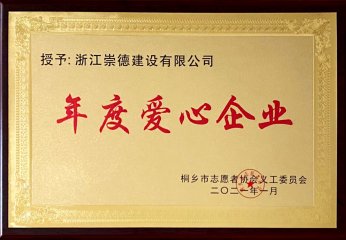 授予:浙江崇德建设有限公司
年度爱心企业
桐乡市志愿者协会义工委员会
二〇二一年一月